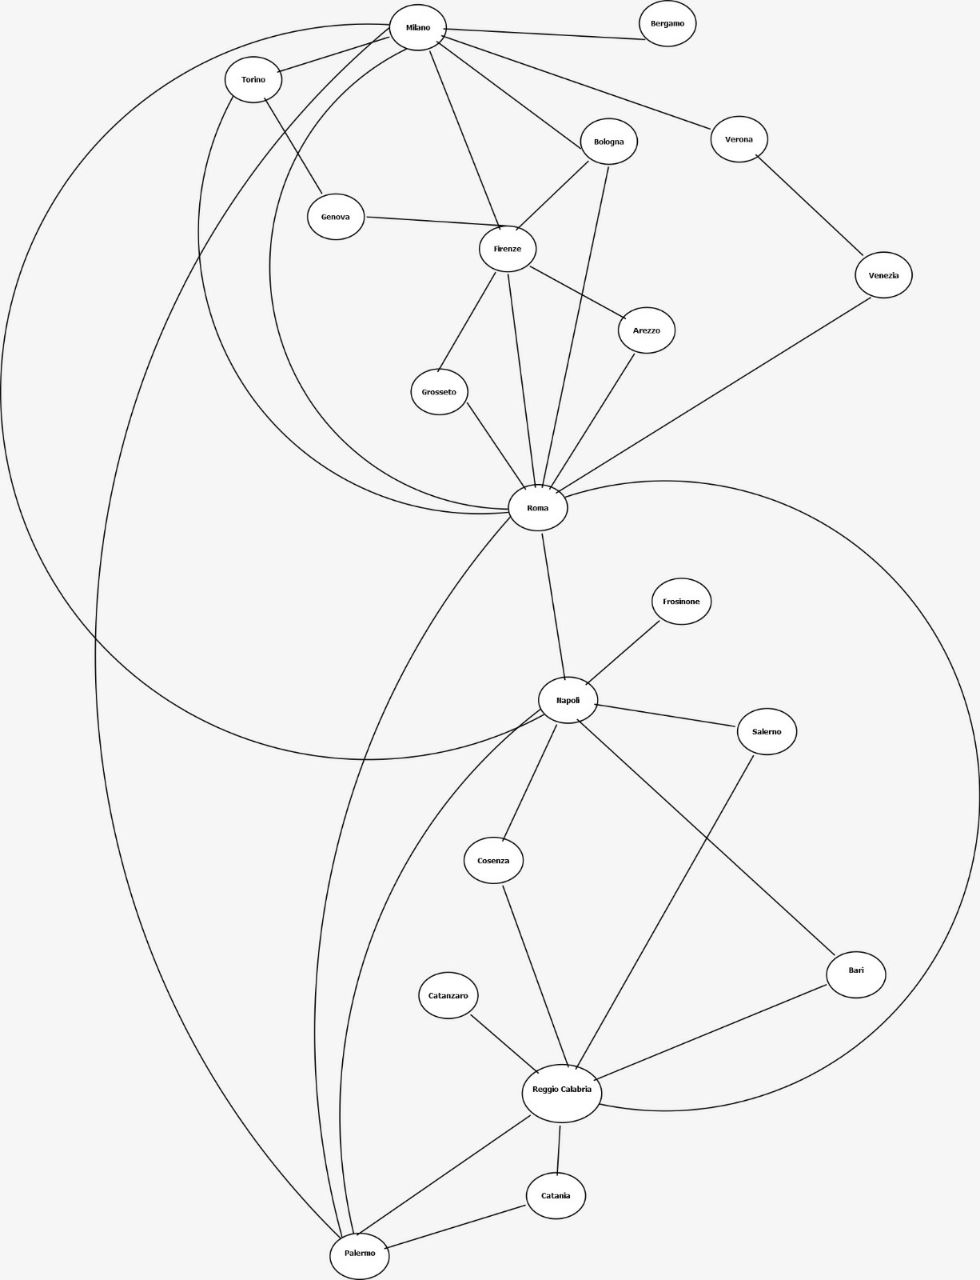 Milano
Bergamo
Torino
Verona
Bologna
Genova
Firenze
Venezia
Arezzo
Grosseto
Roma
Frosinone
Napoli
Salerno
Cosenza
Bari
Catanzaro
Reggio Calabria
Catania
Palermo